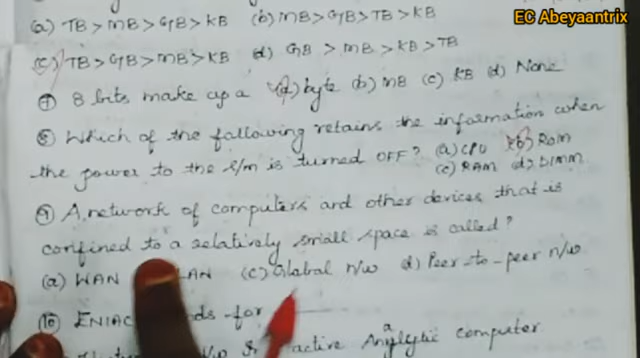 EC Abeyaantrix
(a) TB > MB > GB > KB (b) MB > GB > TB > KB
(c) TB > GB > MB > KB (d) GB > MB > KB > TB
(7) 8 bits make up a (a) byte (b) MB (c) KB (d) None
(8) Which of the following retains the information when
the power to the s/m is turned OFF? (a) CPU (b) ROM
(c) RAM (d) DIMM
(9) A network of computers and other devices that is
confined to a relatively small space is called?
(a) WAN LAN (c) Global n/w d) Peer-to-peer n/w
(10) ENIAC for
active Analytic computer